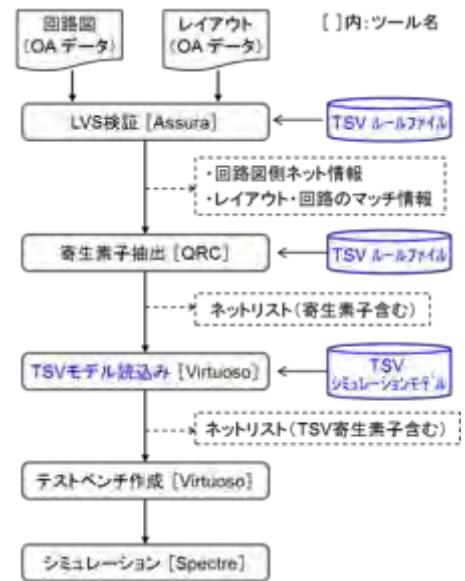 回路図
(OAデータ)
レイアウト
(OAデータ)
[ ]内:ツール名
LVS検証 [Assura]
TSV ルールファイル
・回路図側ネット情報
・レイアウト・回路のマッチ情報
寄生素子抽出 [QRC]
TSV ルールファイル
ネットリスト(寄生素子含む)
TSVモデル読込み [Virtuoso]
TSV
シミュレーションモデル
ネットリスト(TSV寄生素子含む)
テストベンチ作成 [Virtuoso]
シミュレーション [Spectre]